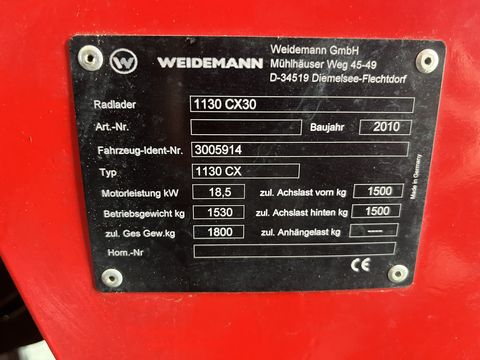 Weidemann GmbH
WEIDEMANN Mühlhäuser Weg 45-49
D-34519 Diemelsee-Flechtdorf
Radlader 1130 CX30
Art.-Nr. Baujahr 2010
Fahrzeug-Ident-Nr. 3005914
Typ 1130 CX
Motorleistung kW 18,5 zul. Achslast vorn kg 1500
Betriebsgewicht kg 1530 zul. Achslast hinten kg 1500
zul. Ges Gew.kg 1800 zul. Anhängelast kg -----
Hom.-Nr
CE
Made in Germany